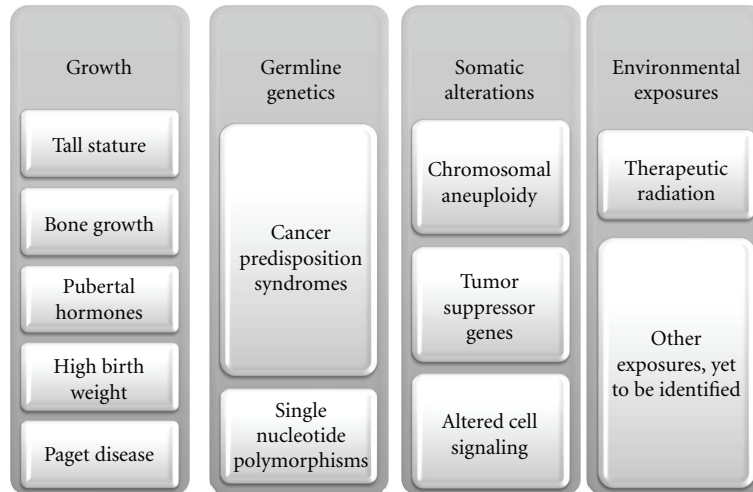 Growth
Tall stature
Bone growth
Pubertal
hormones
High birth
weight
Paget disease
Germline
genetics
Cancer
predisposition
syndromes
Single
nucleotide
polymorphisms
Somatic
alterations
Chromosomal
aneuploidy
Tumor
suppressor
genes
Altered cell
signaling
Environmental
exposures
Therapeutic
radiation
Other
exposures, yet
to be identified